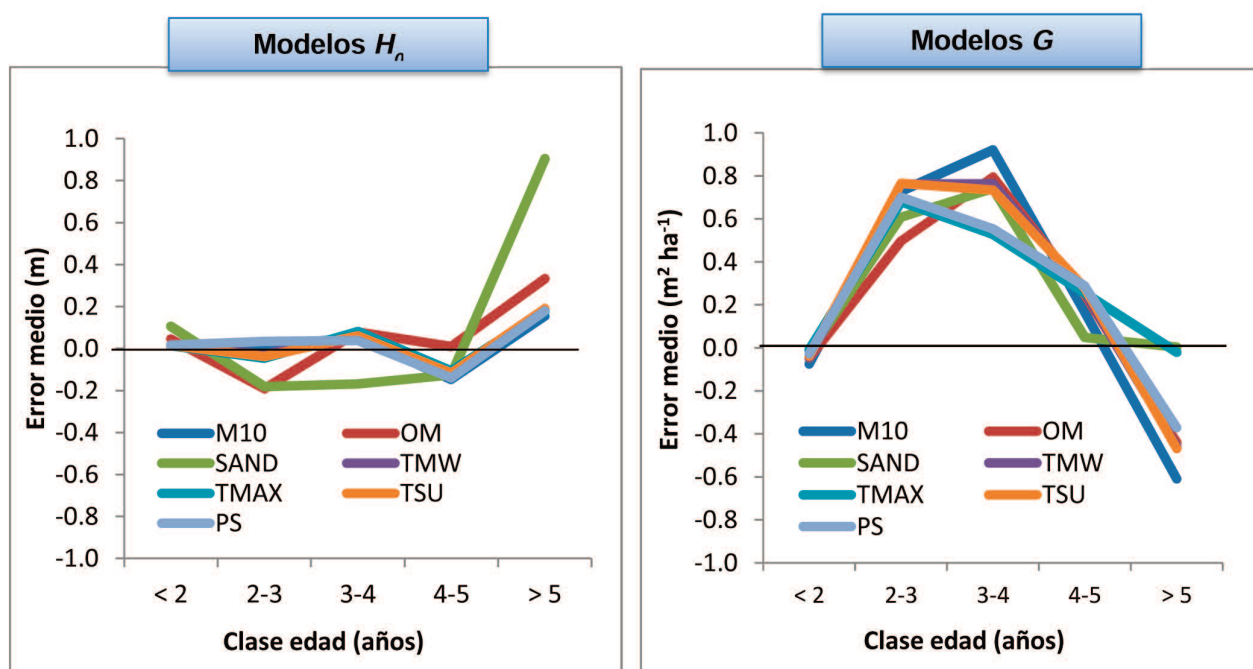 Modelos H₀
Error medio (m)
1.0
0.8
0.6
0.4
0.2
0.0
-0.2
-0.4
-0.6
-0.8
-1.0
M10 OM
SAND TMW
TMAX TSU
PS
< 2 2-3 3-4 4-5 > 5
Clase edad (años)
Modelos G
Error medio (m² ha⁻¹)
1.0
0.8
0.6
0.4
0.2
0.0
-0.2
-0.4
-0.6
-0.8
-1.0
M10 OM
SAND TMW
TMAX TSU
PS
< 2 2-3 3-4 4-5 > 5
Clase edad (años)